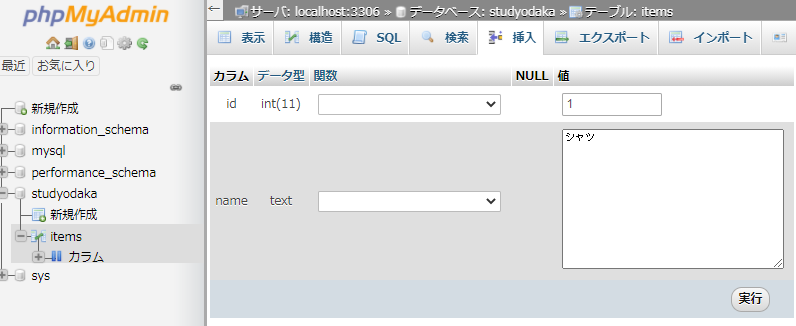 phpMyAdmin
最近 お気に入り
新規作成
information_schema
mysql
performance_schema
studyodaka
新規作成
items
カラム
sys
サーバ: localhost:3306 » データベース: studyodaka » テーブル: items
表示 構造 SQL 検索 挿入 エクスポート インポート
カラム データ型 関数 NULL 値
id int(11) 1
name text シャツ
実行